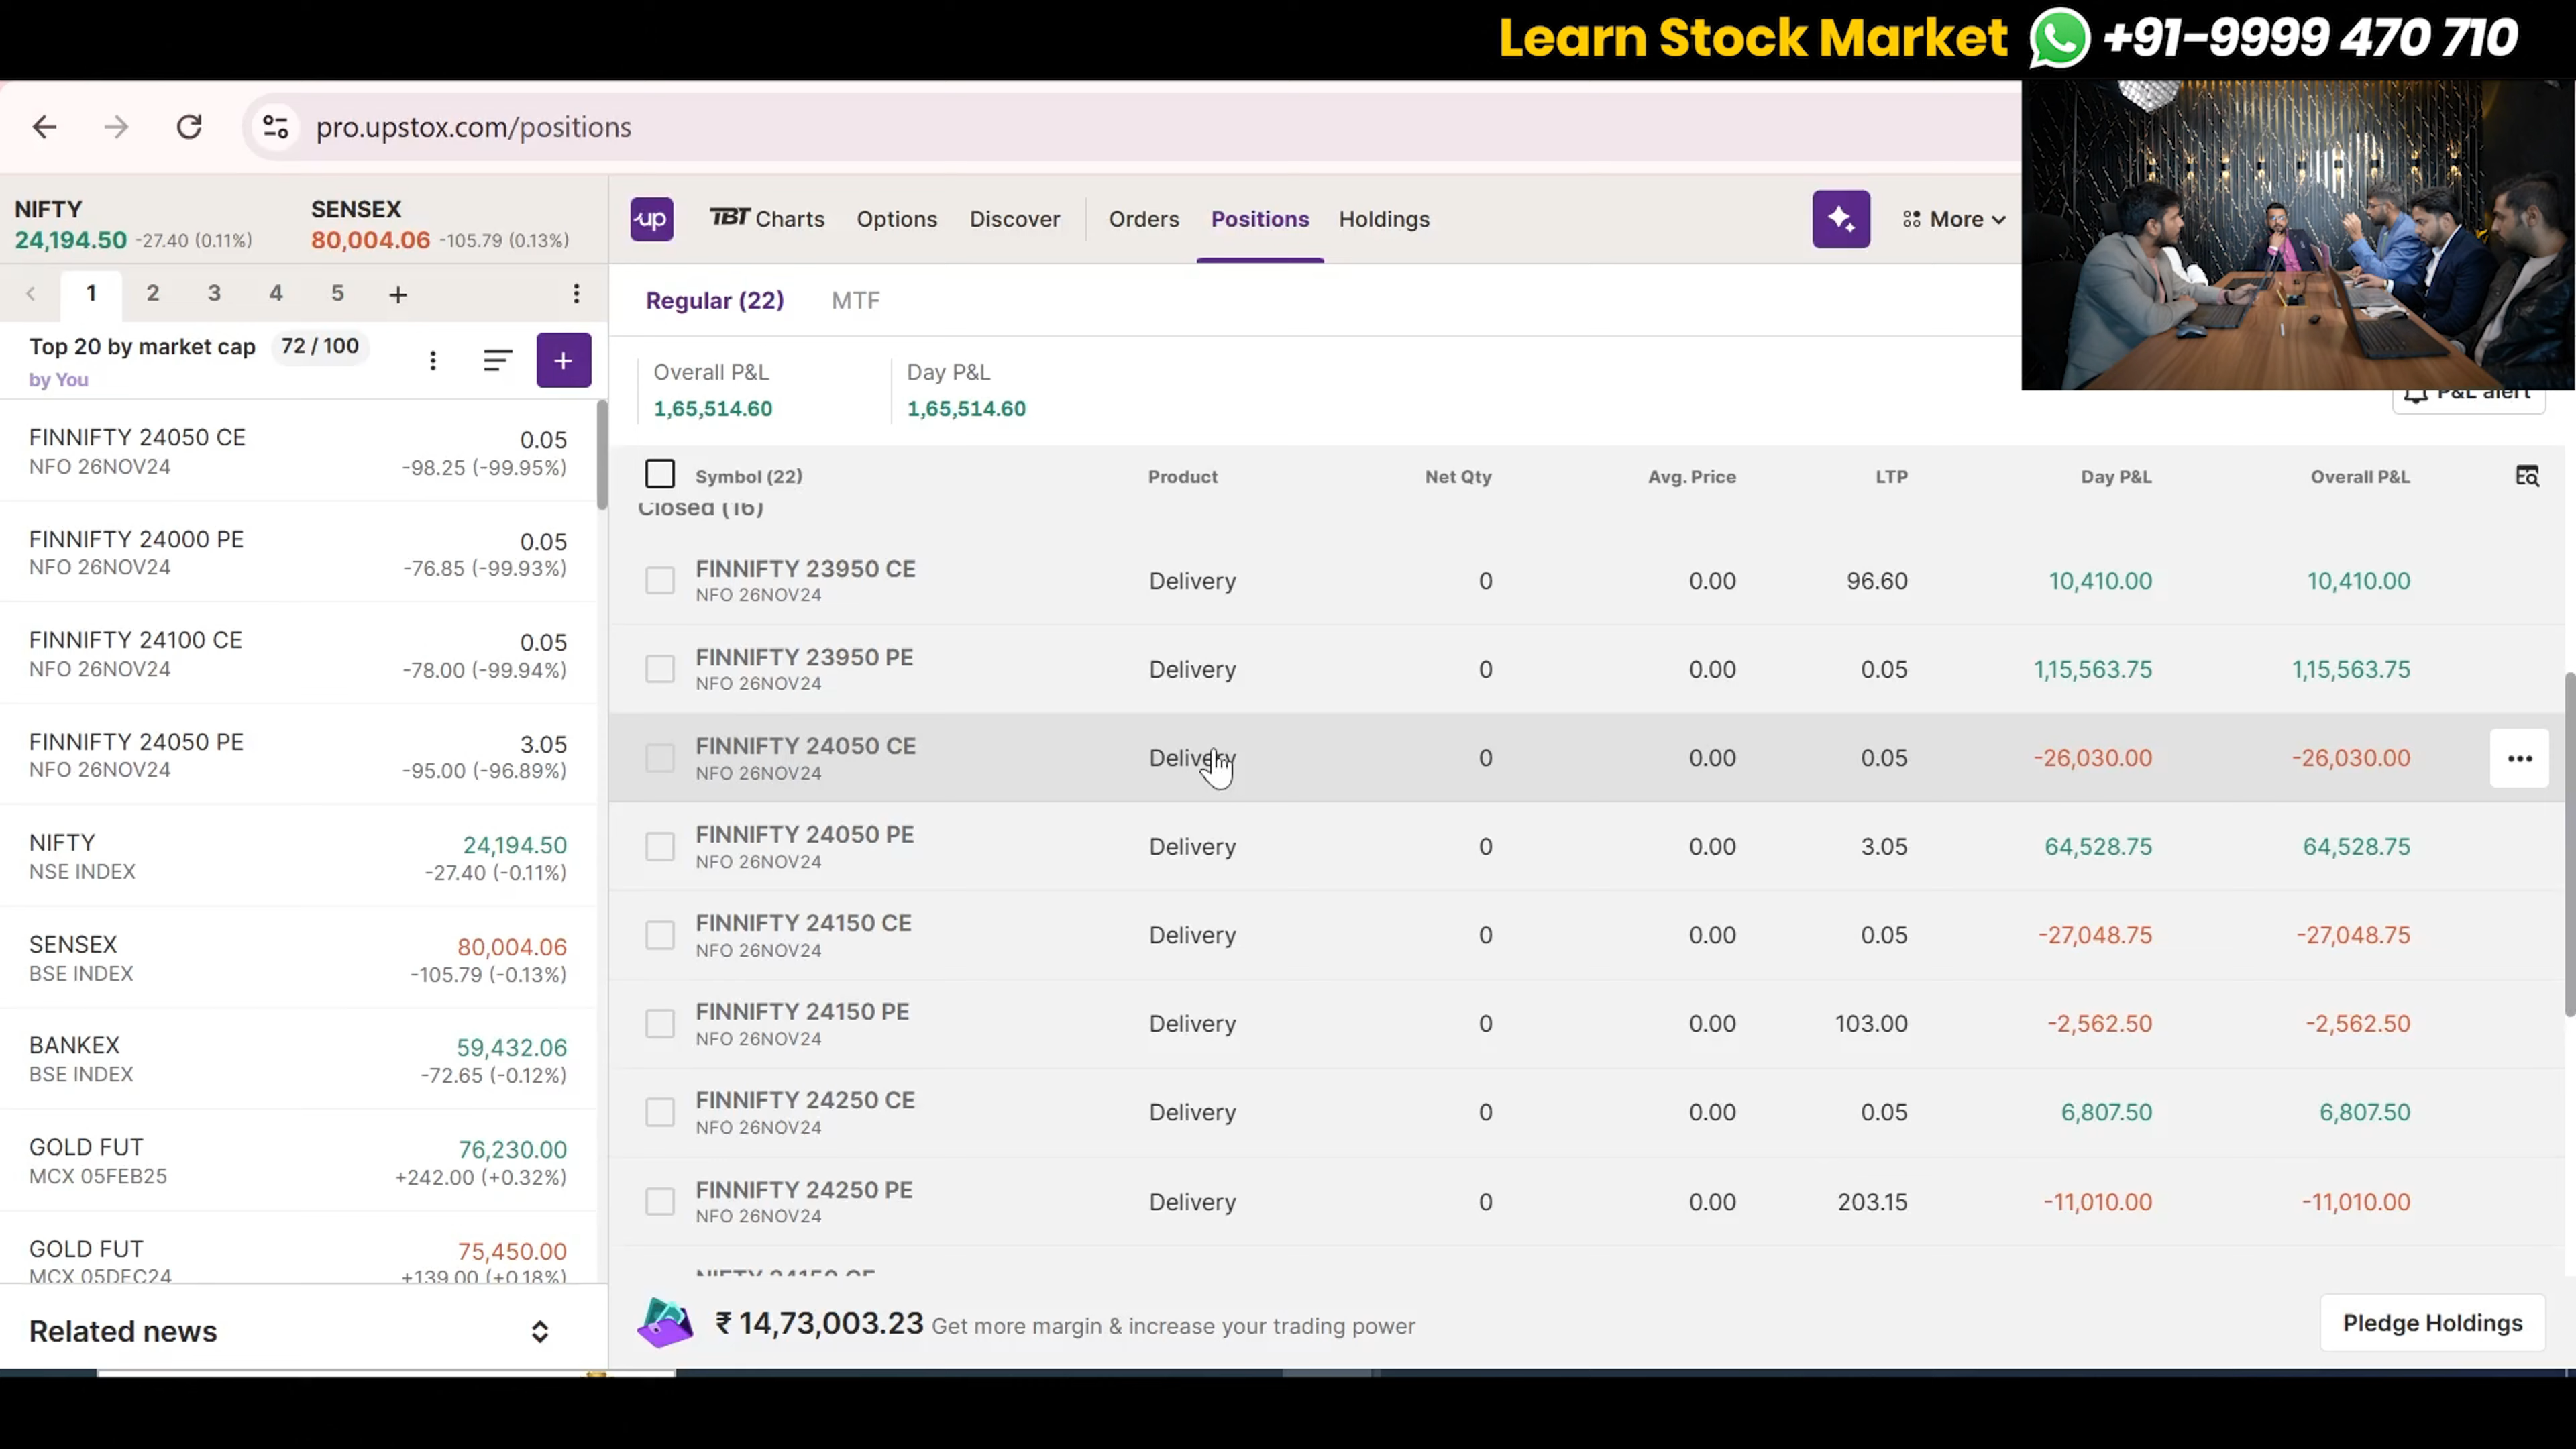 Learn Stock Market +91-9999 470 710
pro.upstox.com/positions
NIFTY
24,194.50 -27.40 (0.11%)
SENSEX
80,004.06 -105.79 (0.13%)
up TBT Charts Options Discover Orders Positions Holdings More
1 2 3 4 5 +
Top 20 by market cap 72 / 100
by You
FINNIFTY 24050 CE 0.05
NFO 26NOV24 -98.25 (-99.95%)
FINNIFTY 24000 PE 0.05
NFO 26NOV24 -76.85 (-99.93%)
FINNIFTY 24100 CE 0.05
NFO 26NOV24 -78.00 (-99.94%)
FINNIFTY 24050 PE 3.05
NFO 26NOV24 -95.00 (-96.89%)
NIFTY 24,194.50
NSE INDEX -27.40 (-0.11%)
SENSEX 80,004.06
BSE INDEX -105.79 (-0.13%)
BANKEX 59,432.06
BSE INDEX -72.65 (-0.12%)
GOLD FUT 76,230.00
MCX 05FEB25 +242.00 (+0.32%)
GOLD FUT 75,450.00
MCX 05DEC24 +139.00 (+0.18%)
Related news
Regular (22) MTF
Overall P&L Day P&L
1,65,514.60 1,65,514.60
P&L alert
Symbol (22) Product Net Qty Avg. Price LTP Day P&L Overall P&L
Closed (16)
FINNIFTY 23950 CE Delivery 0 0.00 96.60 10,410.00 10,410.00
NFO 26NOV24
FINNIFTY 23950 PE Delivery 0 0.00 0.05 1,15,563.75 1,15,563.75
NFO 26NOV24
FINNIFTY 24050 CE Delivery 0 0.00 0.05 -26,030.00 -26,030.00
NFO 26NOV24
FINNIFTY 24050 PE Delivery 0 0.00 3.05 64,528.75 64,528.75
NFO 26NOV24
FINNIFTY 24150 CE Delivery 0 0.00 0.05 -27,048.75 -27,048.75
NFO 26NOV24
FINNIFTY 24150 PE Delivery 0 0.00 103.00 -2,562.50 -2,562.50
NFO 26NOV24
FINNIFTY 24250 CE Delivery 0 0.00 0.05 6,807.50 6,807.50
NFO 26NOV24
FINNIFTY 24250 PE Delivery 0 0.00 203.15 -11,010.00 -11,010.00
NFO 26NOV24
NIFTY 24150 CE
₹ 14,73,003.23 Get more margin & increase your trading power
Pledge Holdings